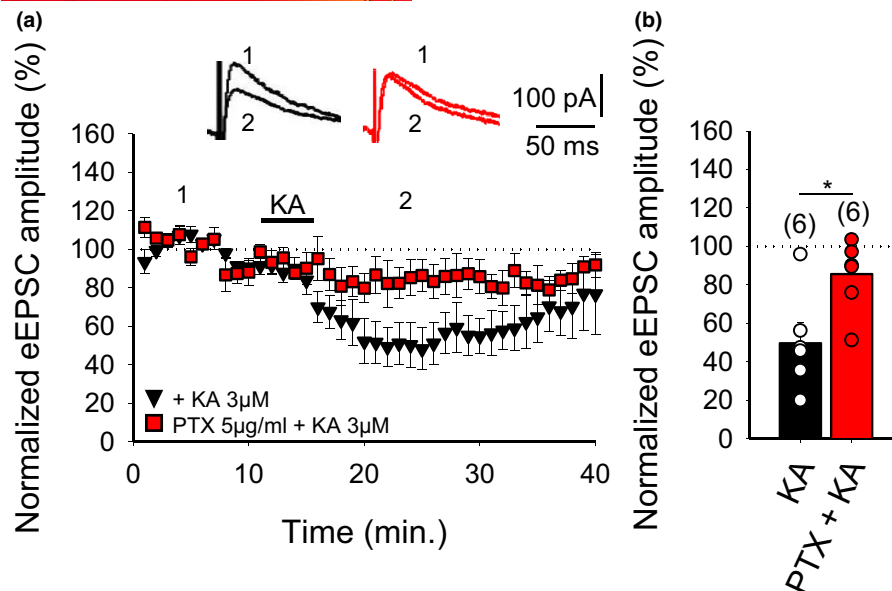 (a)
Normalized eEPSC amplitude (%)
1
2
1
2
100 pA
50 ms
160
140
120
100
80
60
40
20
0
1
KA
2
+ KA 3µM
PTX 5µg/ml + KA 3µM
0
10
20
30
40
Time (min.)
(b)
Normalized eEPSC amplitude (%)
160
140
120
100
80
60
40
20
0
*
(6)
(6)
KA
PTX + KA